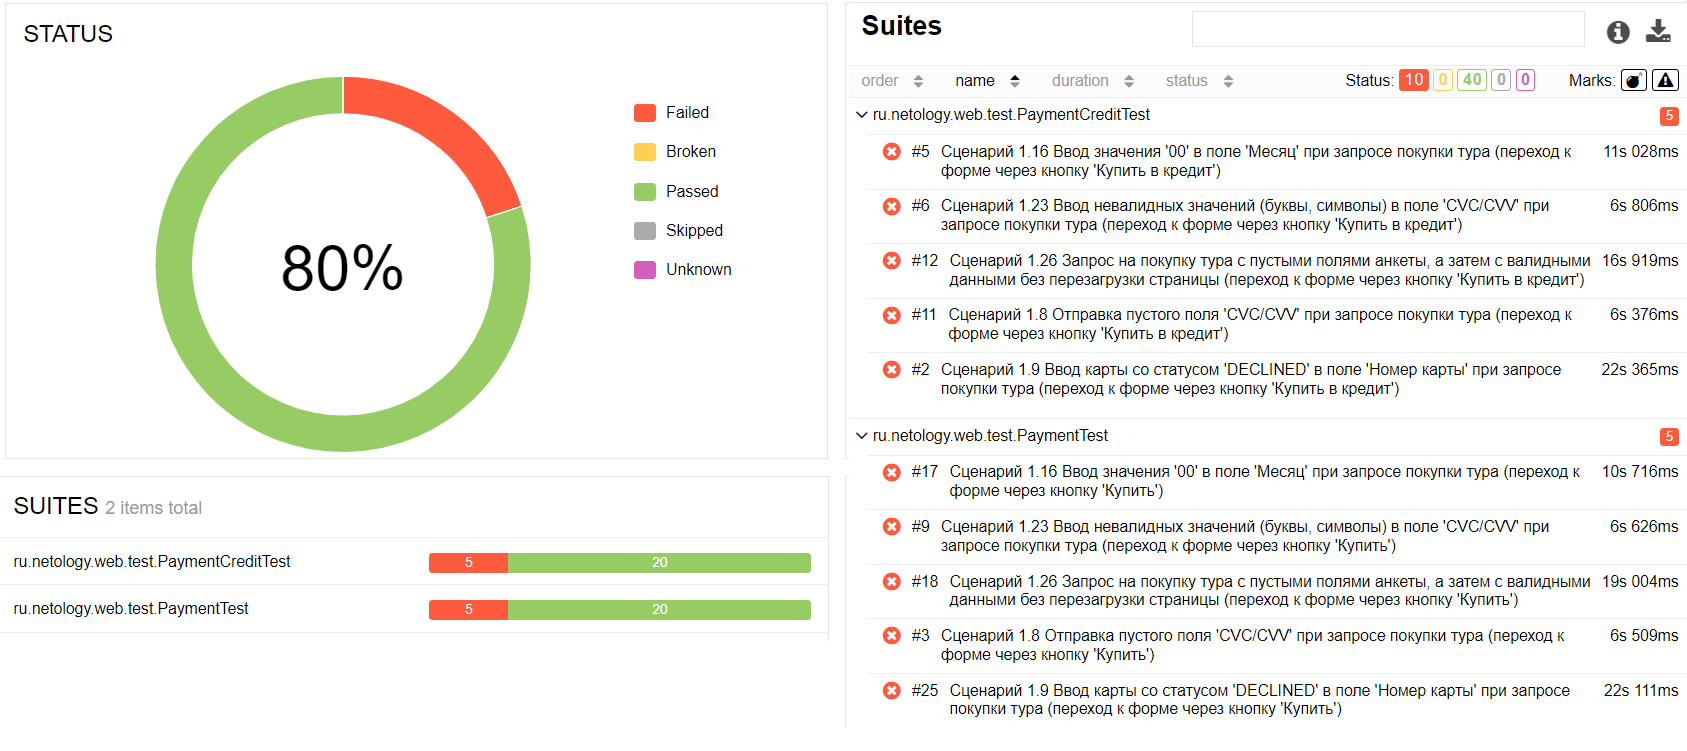 STATUS
80%
Failed
Broken
Passed
Skipped
Unknown
SUITES 2 items total
ru.netology.web.test.PaymentCreditTest
5 20
ru.netology.web.test.PaymentTest
5 20
Suites
order name duration status Status: 10 0 40 0 0 Marks:
ru.netology.web.test.PaymentCreditTest 5
#5 Сценарий 1.16 Ввод значения '00' в поле 'Месяц' при запросе покупки тура (переход к 11s 028ms
форме через кнопку 'Купить в кредит')
#6 Сценарий 1.23 Ввод невалидных значений (буквы, символы) в поле 'CVC/CVV' при 6s 806ms
запросе покупки тура (переход к форме через кнопку 'Купить в кредит')
#12 Сценарий 1.26 Запрос на покупку тура с пустыми полями анкеты, а затем с валидными 16s 919ms
данными без перезагрузки страницы (переход к форме через кнопку 'Купить в кредит')
#11 Сценарий 1.8 Отправка пустого поля 'CVC/CVV' при запросе покупки тура (переход к 6s 376ms
форме через кнопку 'Купить в кредит')
#2 Сценарий 1.9 Ввод карты со статусом 'DECLINED' в поле 'Номер карты' при запросе 22s 365ms
покупки тура (переход к форме через кнопку 'Купить в кредит')
ru.netology.web.test.PaymentTest 5
#17 Сценарий 1.16 Ввод значения '00' в поле 'Месяц' при запросе покупки тура (переход к 10s 716ms
форме через кнопку 'Купить')
#9 Сценарий 1.23 Ввод невалидных значений (буквы, символы) в поле 'CVC/CVV' при 6s 626ms
запросе покупки тура (переход к форме через кнопку 'Купить')
#18 Сценарий 1.26 Запрос на покупку тура с пустыми полями анкеты, а затем с валидными 19s 004ms
данными без перезагрузки страницы (переход к форме через кнопку 'Купить')
#3 Сценарий 1.8 Отправка пустого поля 'CVC/CVV' при запросе покупки тура (переход к 6s 509ms
форме через кнопку 'Купить')
#25 Сценарий 1.9 Ввод карты со статусом 'DECLINED' в поле 'Номер карты' при запросе 22s 111ms
покупки тура (переход к форме через кнопку 'Купить')